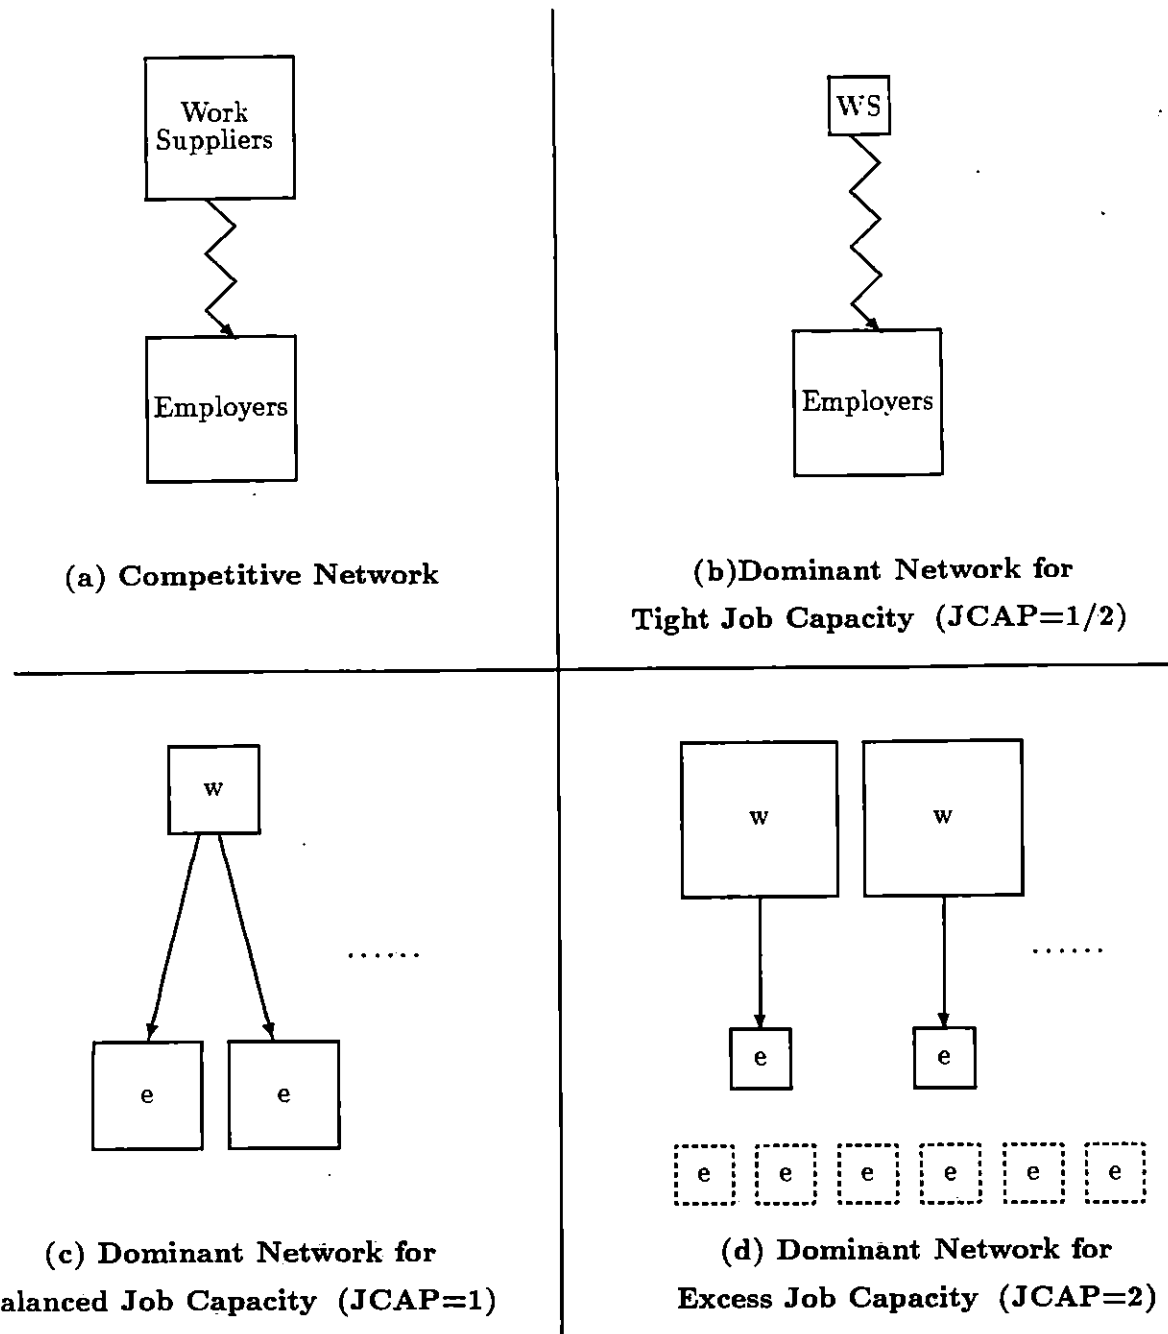 Work
Suppliers
Employers
(a) Competitive Network
WS
Employers
(b)Dominant Network for
Tight Job Capacity (JCAP=1/2)
w
......
e e
(c) Dominant Network for
alanced Job Capacity (JCAP=1)
w w
......
e e
e e e e e e
(d) Dominant Network for
Excess Job Capacity (JCAP=2)